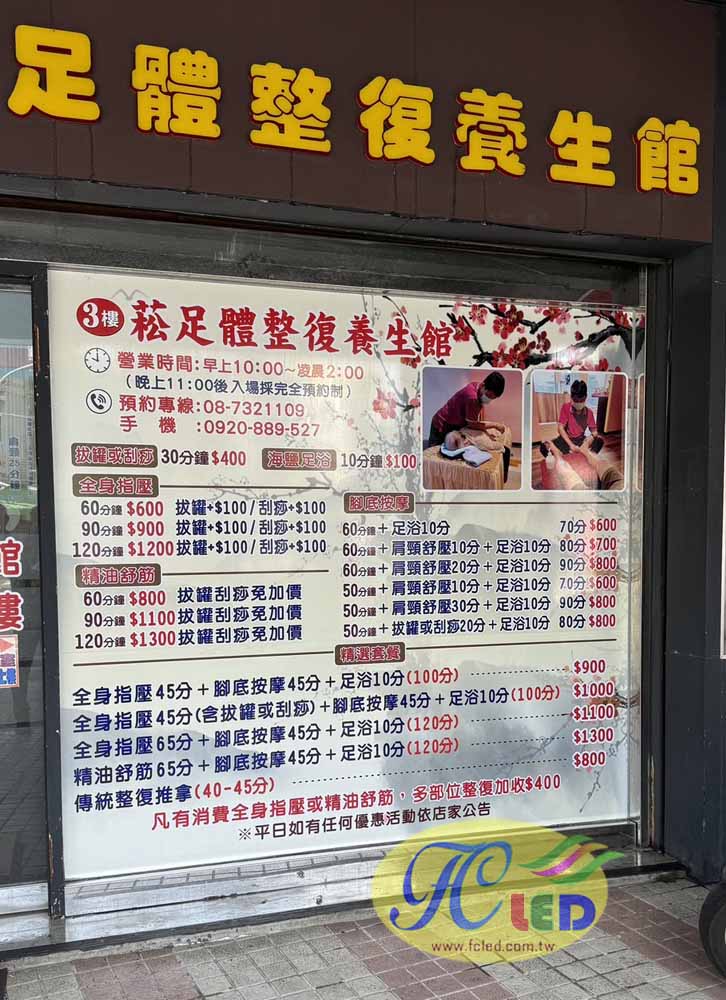 足體整復養生館
3樓 菘足體整復養生館
營業時間:早上10:00~凌晨2:00
(晚上11:00後入場採完全預約制)
預約專線:08-7321109
手 機 :0920-889-527
拔罐或刮痧 30分鐘 $400 海鹽足浴 10分鐘 $100
全身指壓
60分鐘 $600 拔罐+$100/刮痧+$100
90分鐘 $900 拔罐+$100/刮痧+$100
120分鐘 $1200 拔罐+$100/刮痧+$100
精油舒筋
60分鐘 $800 拔罐刮痧免加價
90分鐘 $1100 拔罐刮痧免加價
120分鐘 $1300 拔罐刮痧免加價
腳底按摩
60分鐘+足浴10分 70分 $600
60分鐘+肩頸舒壓10分+足浴10分 80分 $700
60分鐘+肩頸舒壓20分+足浴10分 90分 $800
50分鐘+肩頸舒壓10分+足浴10分 70分 $600
50分鐘+肩頸舒壓30分+足浴10分 90分 $800
50分鐘+拔罐或刮痧20分+足浴10分 80分 $800
精選套餐
全身指壓45分+腳底按摩45分+足浴10分(100分) $900
全身指壓45分(含拔罐或刮痧)+腳底按摩45分+足浴10分(100分) $1000
全身指壓65分+腳底按摩45分+足浴10分(120分) $1100
精油舒筋65分+腳底按摩45分+足浴10分(120分) $1300
傳統整復推拿(40-45分) $800
凡有消費全身指壓或精油舒筋,多部位整復加收$400
※平日如有任何優惠活動依店家公告
館
樓
FC LED
www.fcled.com.tw